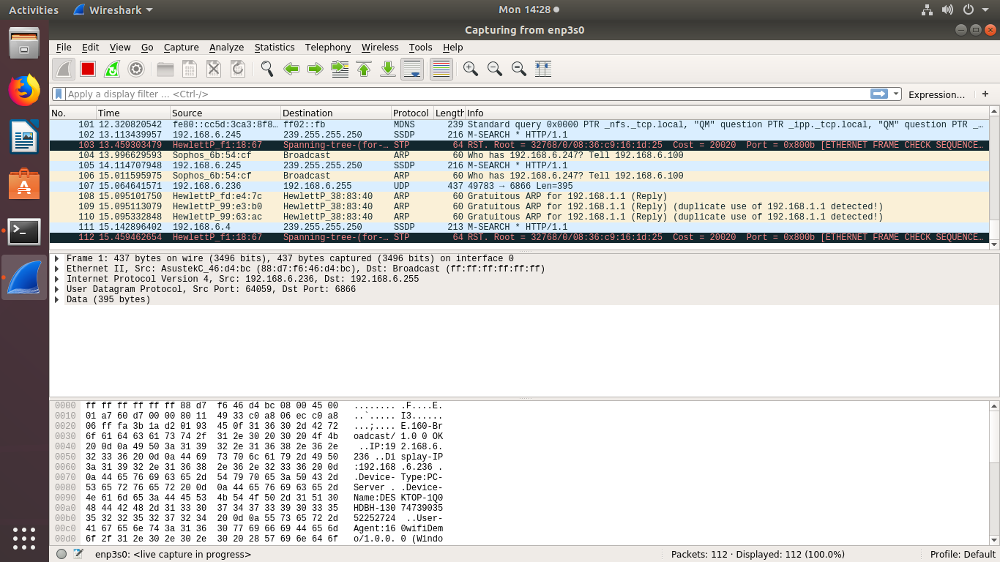 Activities Wireshark Mon 14:28
Capturing from enp3s0
File Edit View Go Capture Analyze Statistics Telephony Wireless Tools Help
Apply a display filter ... <Ctrl-/> Expression... +
No. Time Source Destination Protocol Length Info
101 12.320820542 fe80::cc5d:3ca3:8f8… ff02::fb MDNS 239 Standard query 0x0000 PTR _nfs._tcp.local, "QM" question PTR _ipp._tcp.local, "QM" question PTR _…
102 13.113439957 192.168.6.245 239.255.255.250 SSDP 216 M-SEARCH * HTTP/1.1
103 13.459303479 HewlettP_f1:18:67 Spanning-tree-(for-… STP 64 RST. Root = 32768/0/08:36:c9:16:1d:25 Cost = 20020 Port = 0x800b [ETHERNET FRAME CHECK SEQUENCE…
104 13.996629593 Sophos_6b:54:cf Broadcast ARP 60 Who has 192.168.6.247? Tell 192.168.6.100
105 14.114707948 192.168.6.245 239.255.255.250 SSDP 216 M-SEARCH * HTTP/1.1
106 15.011595975 Sophos_6b:54:cf Broadcast ARP 60 Who has 192.168.6.247? Tell 192.168.6.100
107 15.064641571 192.168.6.236 192.168.6.255 UDP 437 49783 → 6866 Len=395
108 15.095101750 HewlettP_fd:e4:7c HewlettP_38:83:40 ARP 60 Gratuitous ARP for 192.168.1.1 (Reply)
109 15.095113079 HewlettP_99:e3:b0 HewlettP_38:83:40 ARP 60 Gratuitous ARP for 192.168.1.1 (Reply) (duplicate use of 192.168.1.1 detected!)
110 15.095332848 HewlettP_99:63:ac HewlettP_38:83:40 ARP 60 Gratuitous ARP for 192.168.1.1 (Reply) (duplicate use of 192.168.1.1 detected!)
111 15.142896402 192.168.6.4 239.255.255.250 SSDP 213 M-SEARCH * HTTP/1.1
112 15.459462654 HewlettP_f1:18:67 Spanning-tree-(for-… STP 64 RST. Root = 32768/0/08:36:c9:16:1d:25 Cost = 20020 Port = 0x800b [ETHERNET FRAME CHECK SEQUENCE…
Frame 1: 437 bytes on wire (3496 bits), 437 bytes captured (3496 bits) on interface 0
Ethernet II, Src: AsustekC_46:d4:bc (88:d7:f6:46:d4:bc), Dst: Broadcast (ff:ff:ff:ff:ff:ff)
Internet Protocol Version 4, Src: 192.168.6.236, Dst: 192.168.6.255
User Datagram Protocol, Src Port: 64059, Dst Port: 6866
Data (395 bytes)
0000 ff ff ff ff ff ff 88 d7 f6 46 d4 bc 08 00 45 00 ........ .F....E.
0010 01 a7 60 d7 00 00 80 11 49 33 c0 a8 06 ec c0 a8 ..`..... I3......
0020 06 ff fa 3b 1a d2 01 93 45 0f 31 36 30 2d 42 72 ...;.... E.160-Br
0030 6f 61 64 63 61 73 74 2f 31 2e 30 20 30 20 4f 4b oadcast/ 1.0 0 OK
0040 20 0d 0a 49 50 3a 31 39 32 2e 31 36 38 2e 36 2e ..IP:19 2.168.6.
0050 32 33 36 20 0d 0a 44 69 73 70 6c 61 79 2d 49 50 236 ..Di splay-IP
0060 3a 31 39 32 2e 31 36 38 2e 36 2e 32 33 36 20 0d :192.168 .6.236 .
0070 0a 44 65 76 69 63 65 2d 54 79 70 65 3a 50 43 2d .Device- Type:PC-
0080 53 65 72 76 65 72 20 0d 0a 44 65 76 69 63 65 2d Server . .Device-
0090 4e 61 6d 65 3a 44 45 53 4b 54 4f 50 2d 31 51 30 Name:DES KTOP-1Q0
00a0 48 44 42 48 2d 31 33 30 37 34 37 33 39 30 33 35 HDBH-130 74739035
00b0 35 32 32 35 32 37 32 34 20 0d 0a 55 73 65 72 2d 52252724 ..User-
00c0 41 67 65 6e 74 3a 31 36 30 77 69 66 69 44 65 6d Agent:16 0wifiDem
00d0 6f 2f 31 2e 30 2e 30 2e 30 20 28 57 69 6e 64 6f o/1.0.0. 0 (Windo
enp3s0: <live capture in progress> Packets: 112 · Displayed: 112 (100.0%) Profile: Default